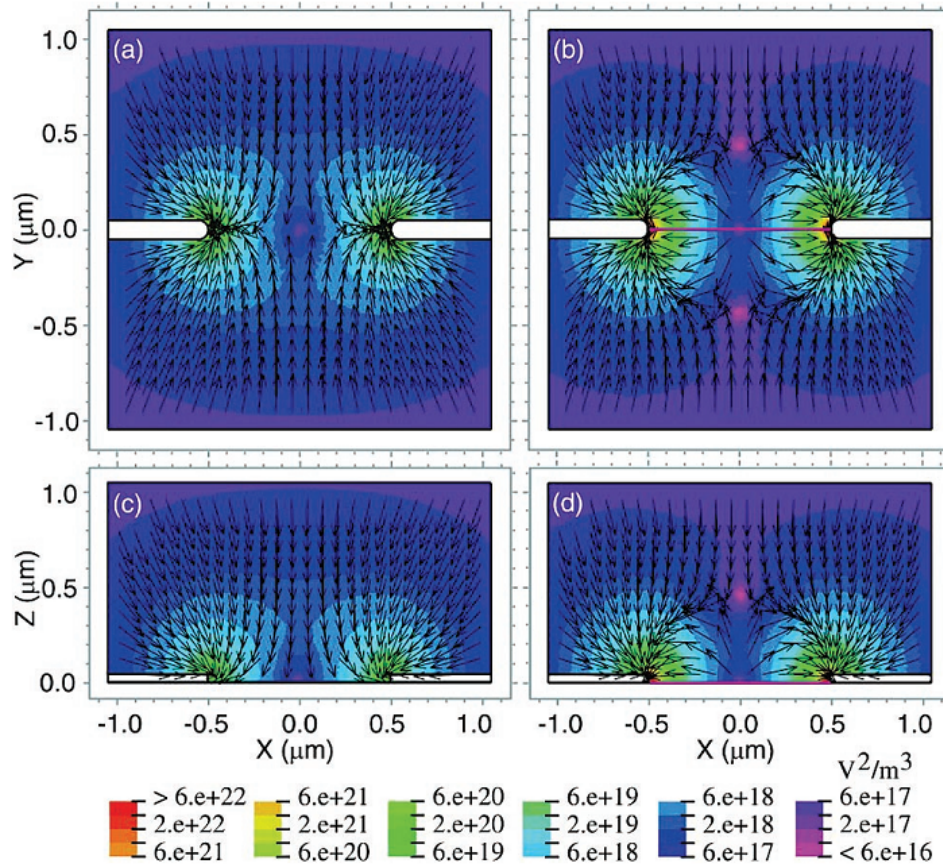 (a) (b)
1.0
0.5
0.0
-0.5
-1.0
Y (μm)
(c) (d)
1.0
0.5
0.0
Z (μm)
-1.0 -0.5 0.0 0.5 1.0 -1.0 -0.5 0.0 0.5 1.0
X (μm) X (μm)
V²/m³
> 6.e+22 6.e+21 6.e+20 6.e+19 6.e+18 6.e+17
2.e+22 2.e+21 2.e+20 2.e+19 2.e+18 2.e+17
6.e+21 6.e+20 6.e+19 6.e+18 6.e+17 < 6.e+16